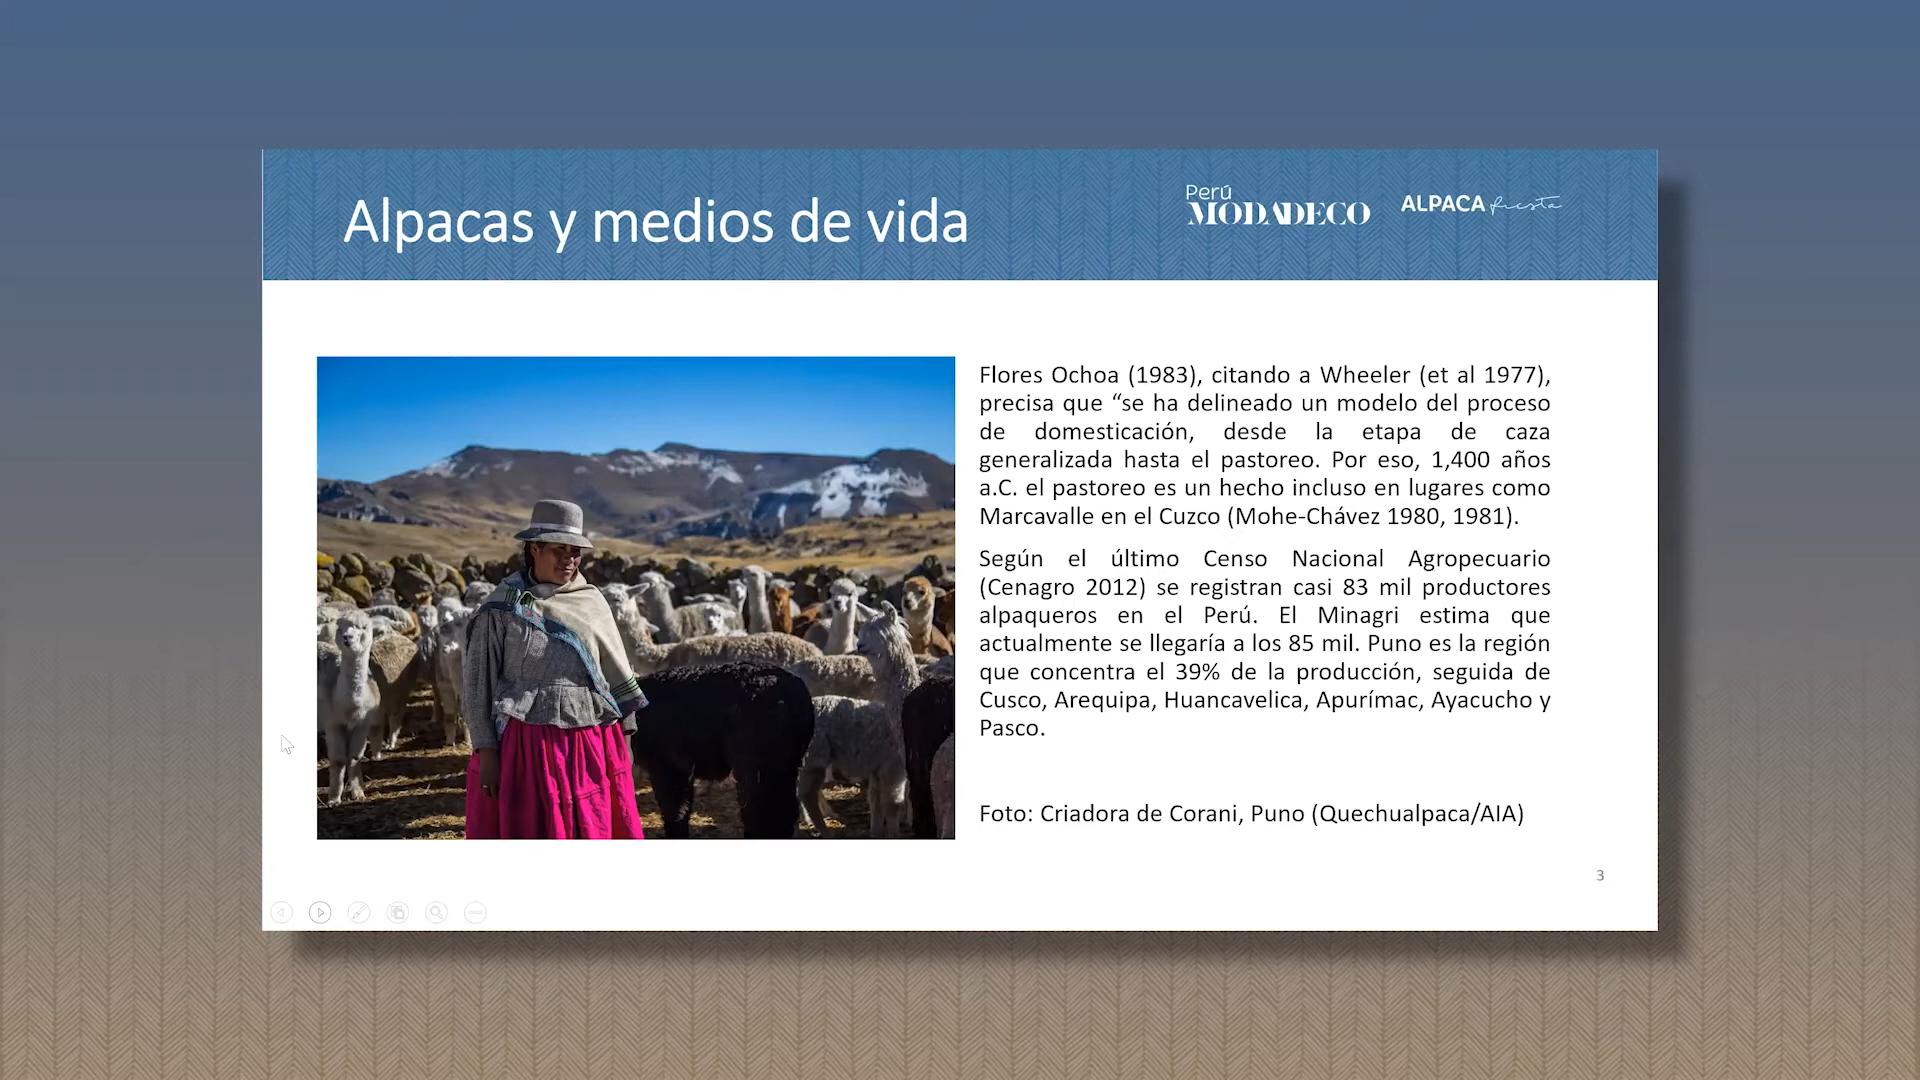 Alpacas y medios de vida
Perú
MODADECO
ALPACA fiesta
Flores Ochoa (1983), citando a Wheeler (et al 1977),
precisa que “se ha delineado un modelo del proceso
de domesticación, desde la etapa de caza
generalizada hasta el pastoreo. Por eso, 1,400 años
a.C. el pastoreo es un hecho incluso en lugares como
Marcavalle en el Cuzco (Mohe-Chávez 1980, 1981).
Según el último Censo Nacional Agropecuario
(Cenagro 2012) se registran casi 83 mil productores
alpaqueros en el Perú. El Minagri estima que
actualmente se llegaría a los 85 mil. Puno es la región
que concentra el 39% de la producción, seguida de
Cusco, Arequipa, Huancavelica, Apurímac, Ayacucho y
Pasco.
Foto: Criadora de Corani, Puno (Quechualpaca/AIA)
3